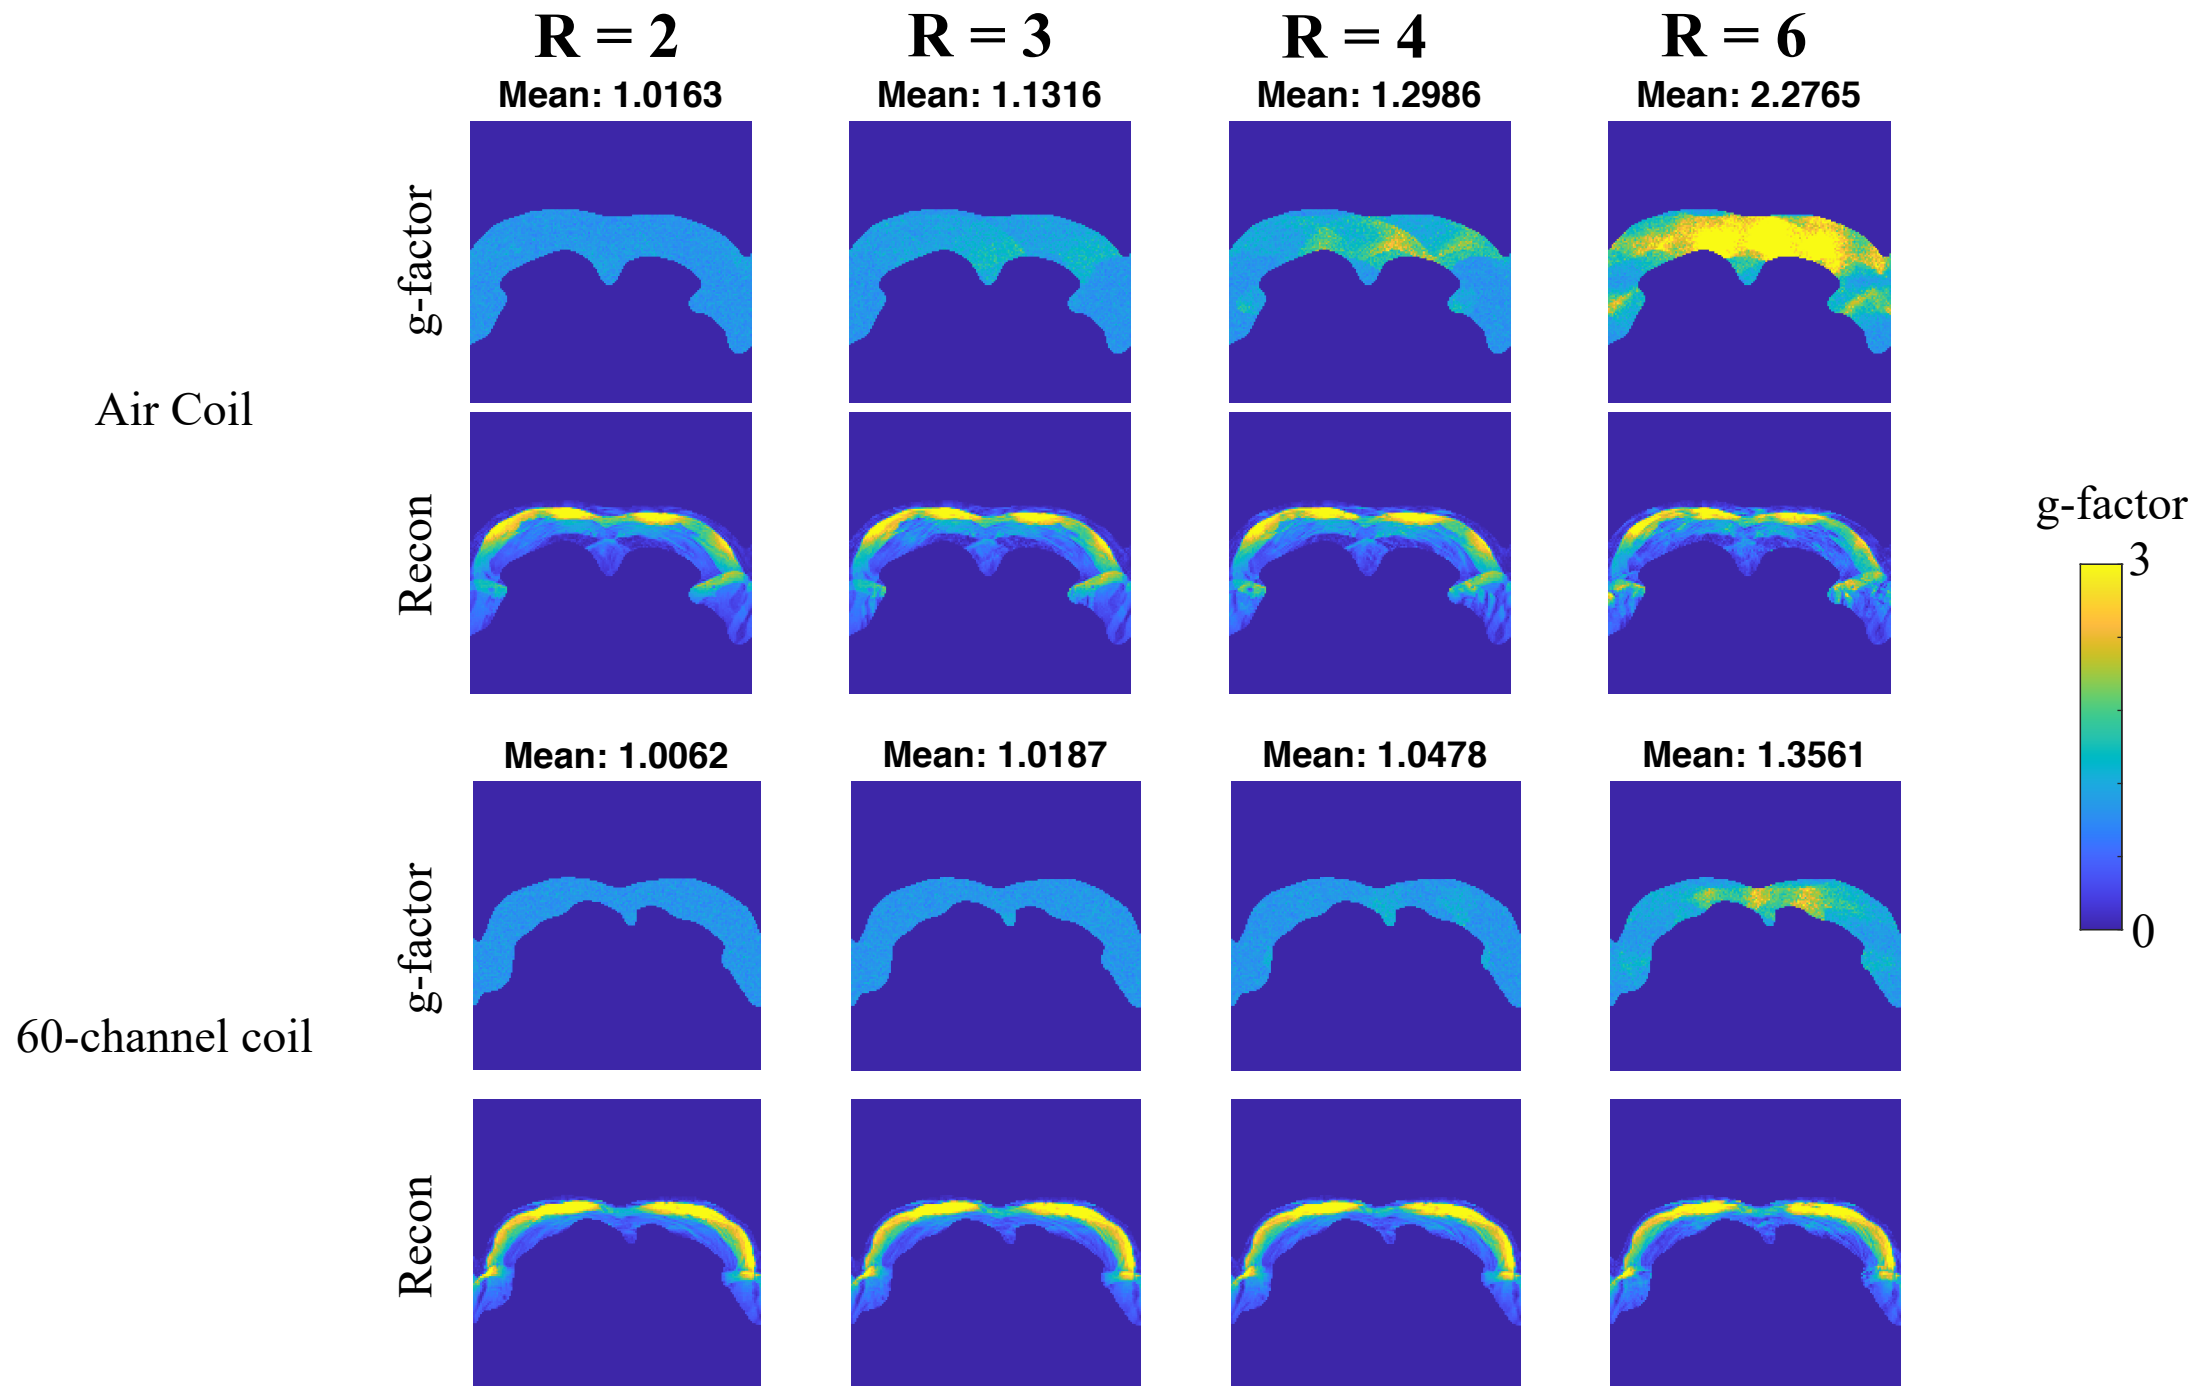 R = 2
R = 3
R = 4
R = 6
Mean: 1.0163
Mean: 1.1316
Mean: 1.2986
Mean: 2.2765
g-factor
Air Coil
Recon
g-factor
3
0
Mean: 1.0062
Mean: 1.0187
Mean: 1.0478
Mean: 1.3561
g-factor
60-channel coil
Recon